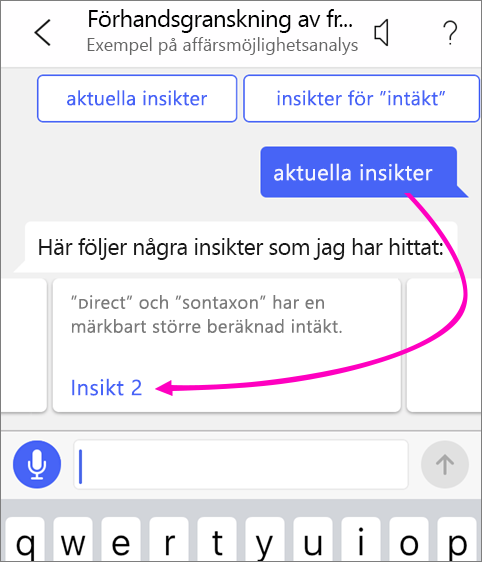 Förhandsgranskning av fr...
Exempel på affärsmöjlighetsanalys
?
aktuella insikter
insikter för "intäkt"
aktuella insikter
Här följer några insikter som jag har hittat:
"Direct" och "sontaxon" har en
märkbart större beräknad intäkt.
Insikt 2
q w e r t y u i o p